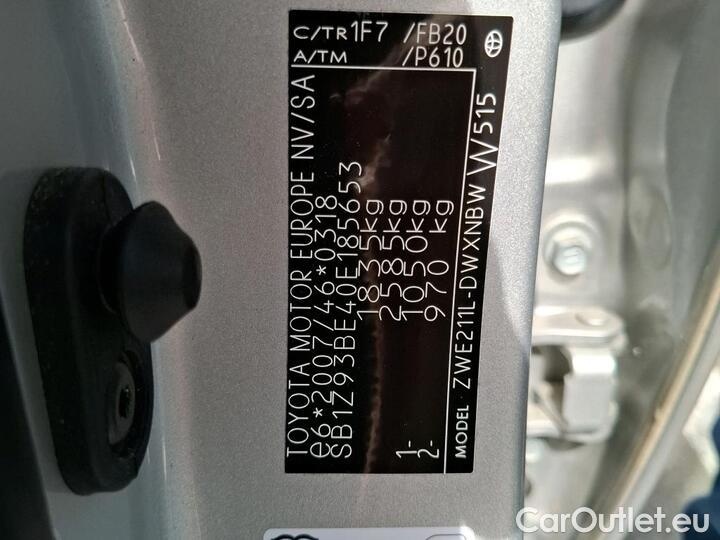 TOYOTA MOTOR EUROPE NV/SA
e6*2007/46*0318
SB1Z93BE40E185653
1835kg
2585kg
1- 1050kg
2- 970 kg
MODEL ZWE211L-DWXNBW W515
C/TR 1F7 /FB20
A/TM /P610
CarOutlet.eu